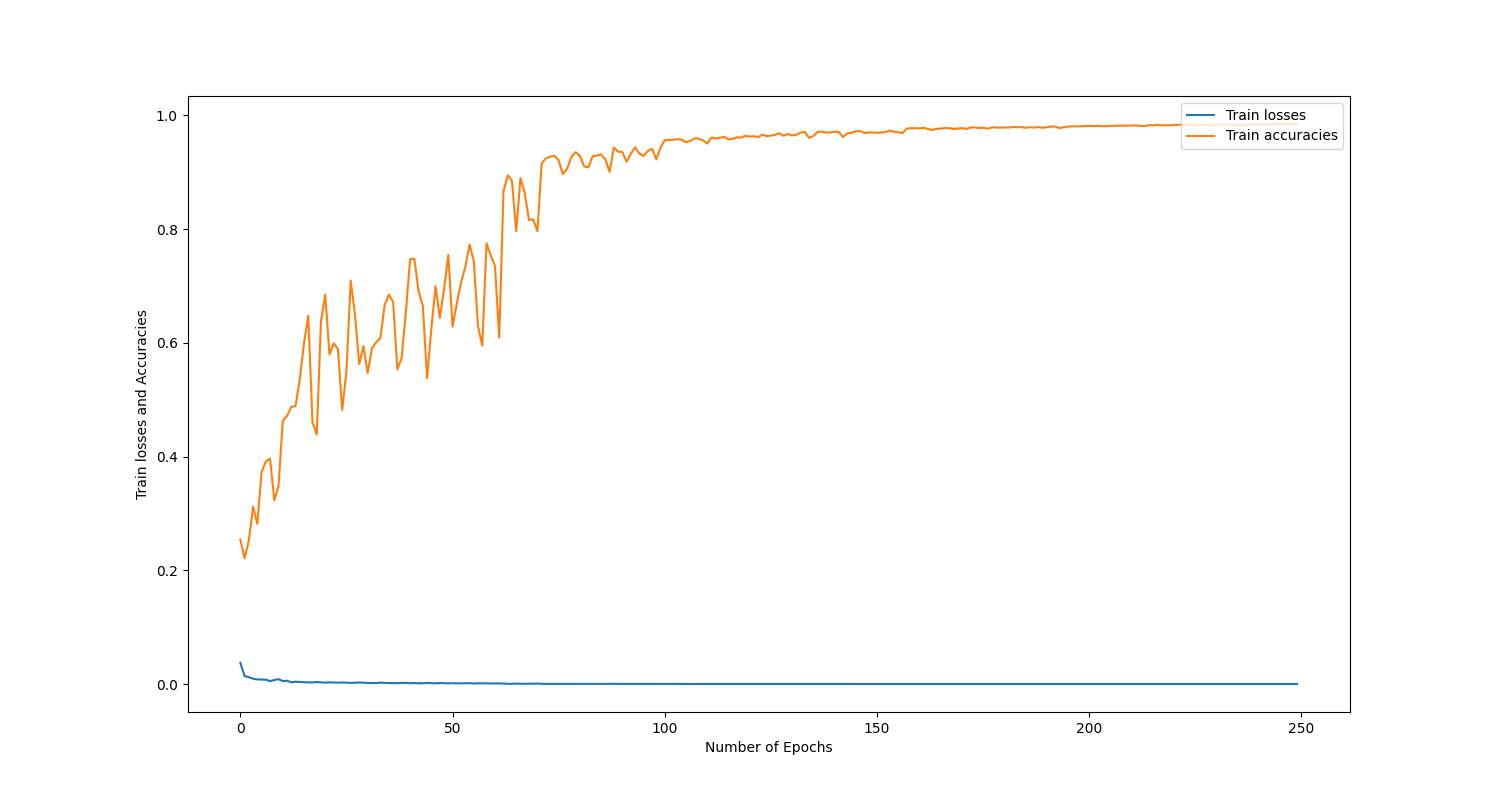 Train losses
Train accuracies
Train losses and Accuracies
1.0
0.8
0.6
0.4
0.2
0.0
0 50 100 150 200 250
Number of Epochs